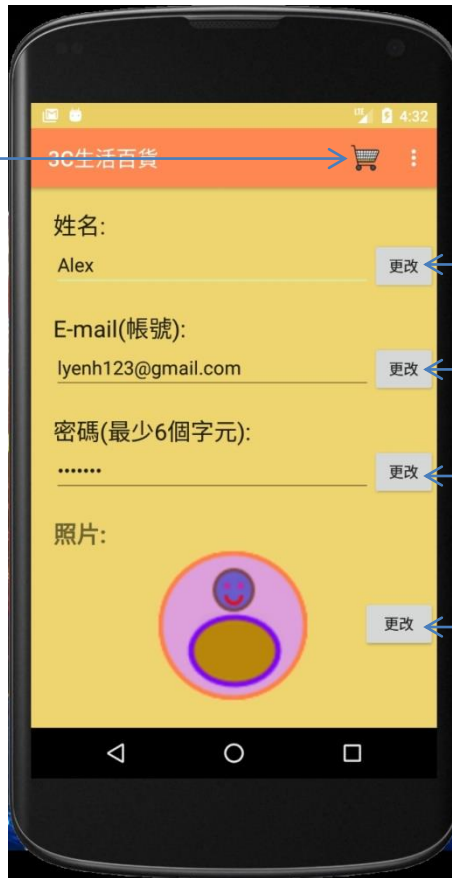 4:32
3C生活百貨
姓名:
Alex
更改
E-mail(帳號):
lyenh123@gmail.com
更改
密碼(最少6個字元):
•••••••
更改
照片:
更改